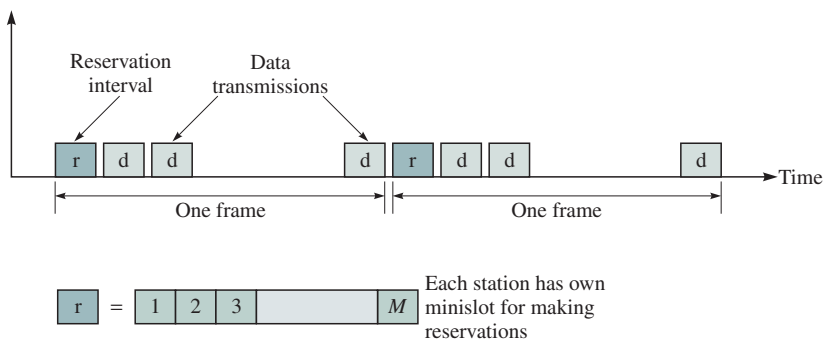 Reservation
interval
Data
transmissions
r d d d r d d d
Time
One frame One frame
r = 1 2 3 M
Each station has own
minislot for making
reservations